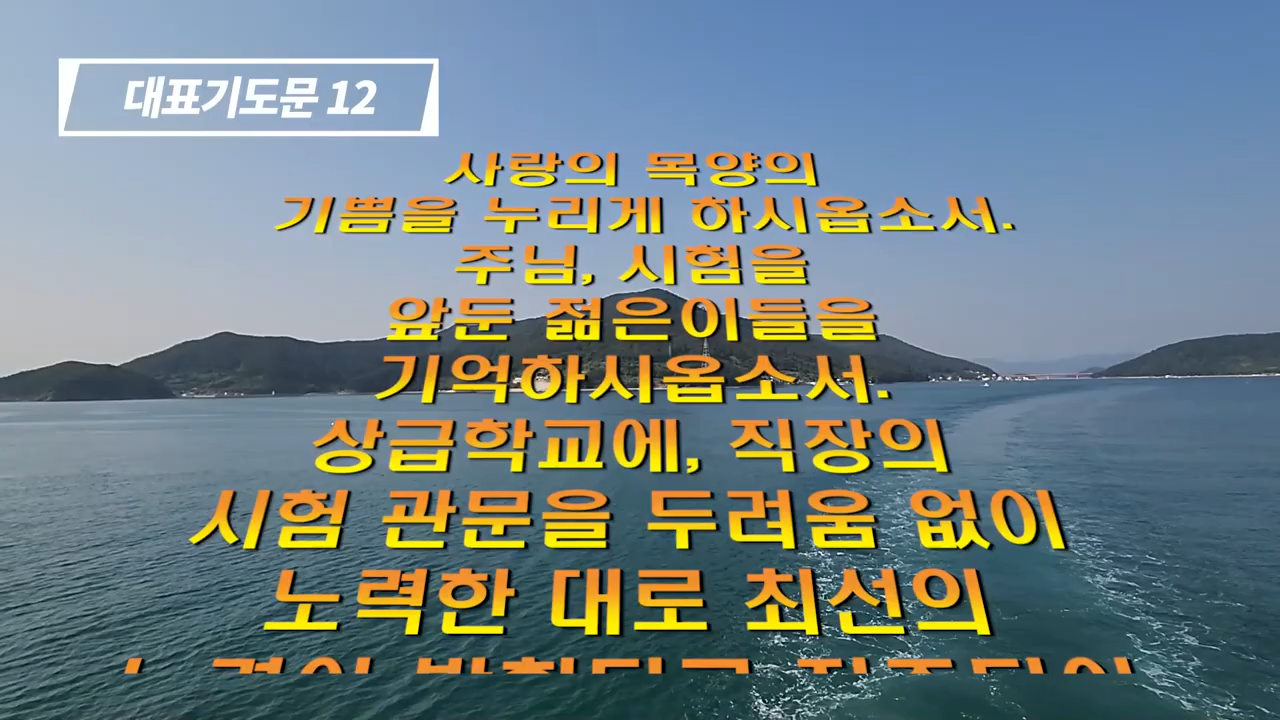 대표기도문 12
사랑의 목양의
기쁨을 누리게 하시옵소서.
주님, 시험을
앞둔 젊은이들을
기억하시옵소서.
상급학교에, 직장의
시험 관문을 두려움 없이
노력한 대로 최선의